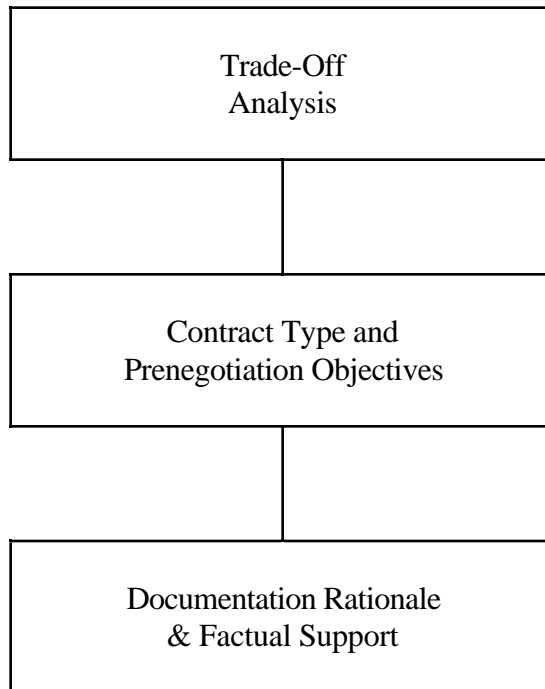 Trade-Off
Analysis
Contract Type and
Prenegotiation Objectives
Documentation Rationale
& Factual Support